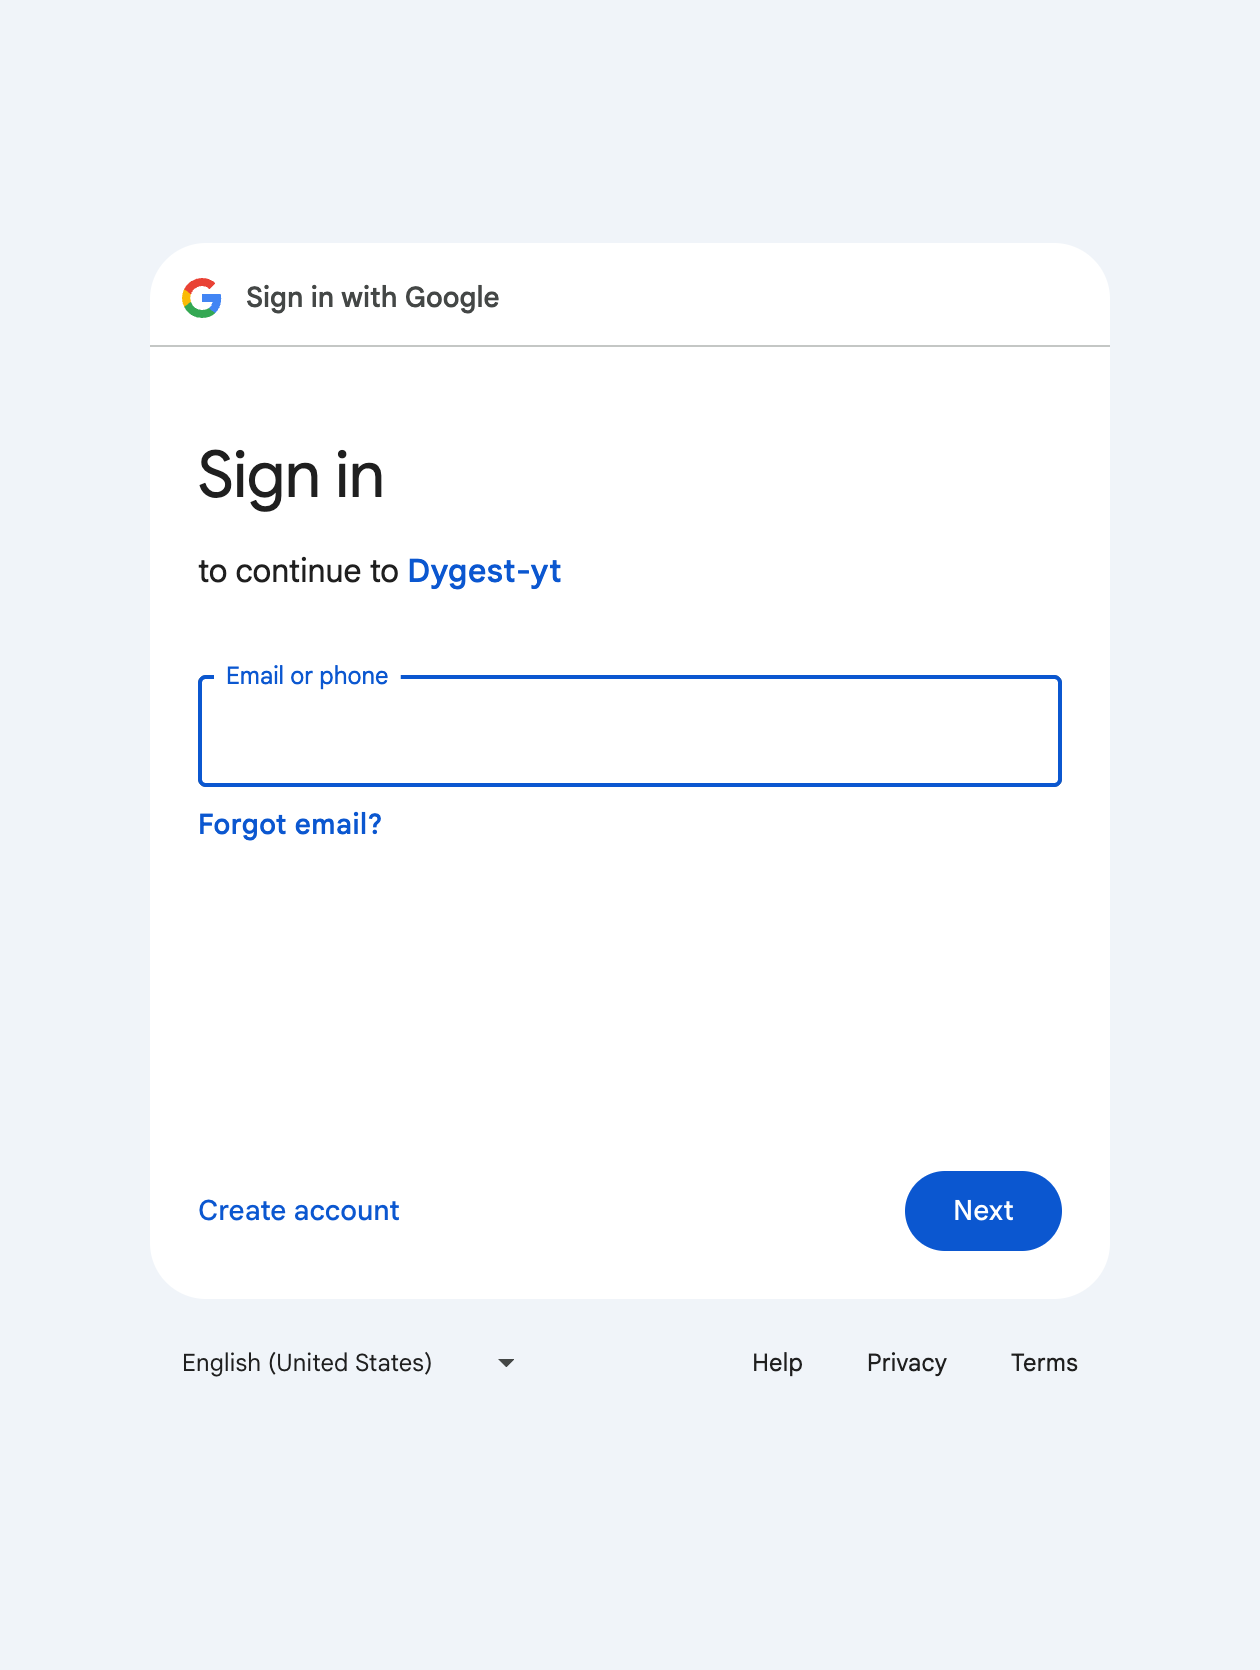 Sign in with Google
Sign in
to continue to Dygest-yt
Email or phone
Forgot email?
Create account
Next
English (United States)
Help
Privacy
Terms